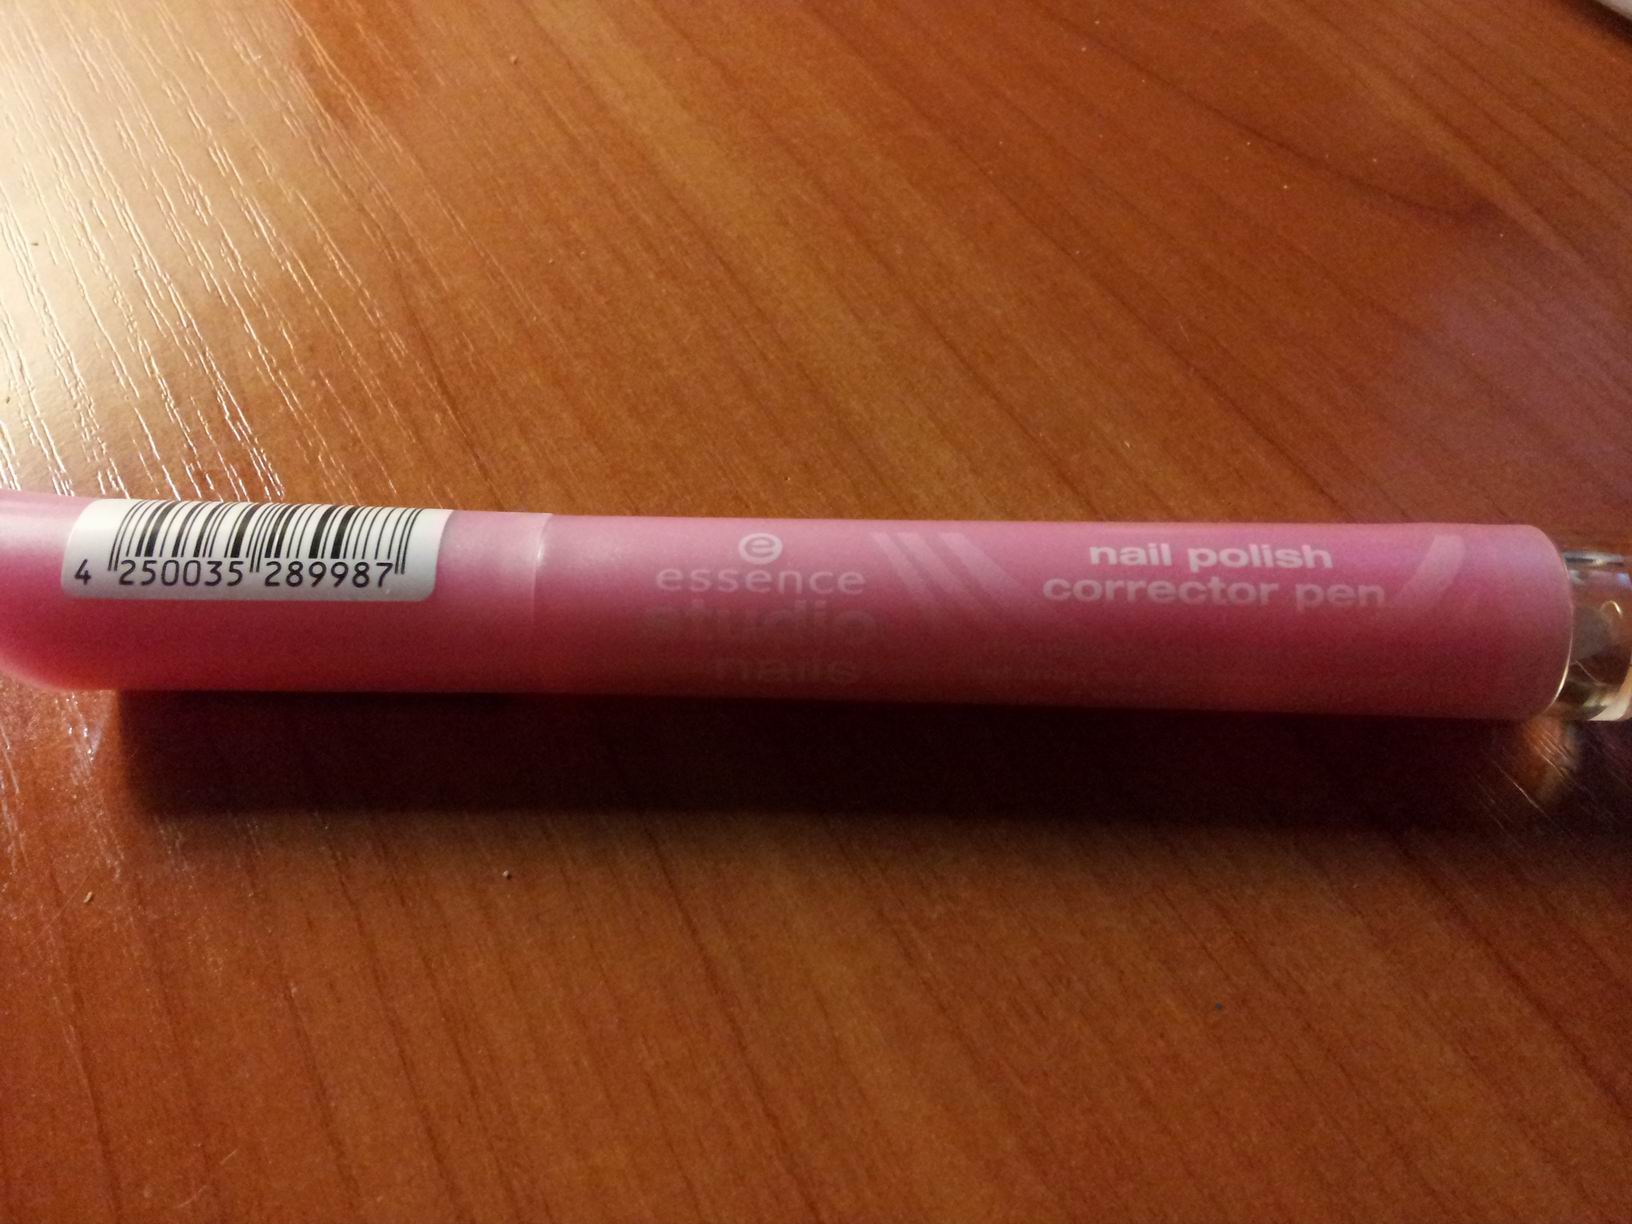 4 250035 289987
e
essence
studio
nails
nail polish
corrector pen